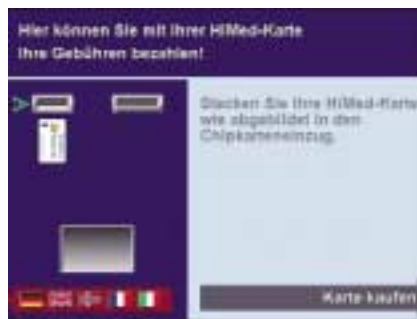 Hier können Sie mit Ihrer HiMed-Karte
Ihre Gebühren bezahlen!
Stecken Sie Ihre HiMed-Karte
wie abgebildet in den
Chipkarteneinzug.
Karte kaufen